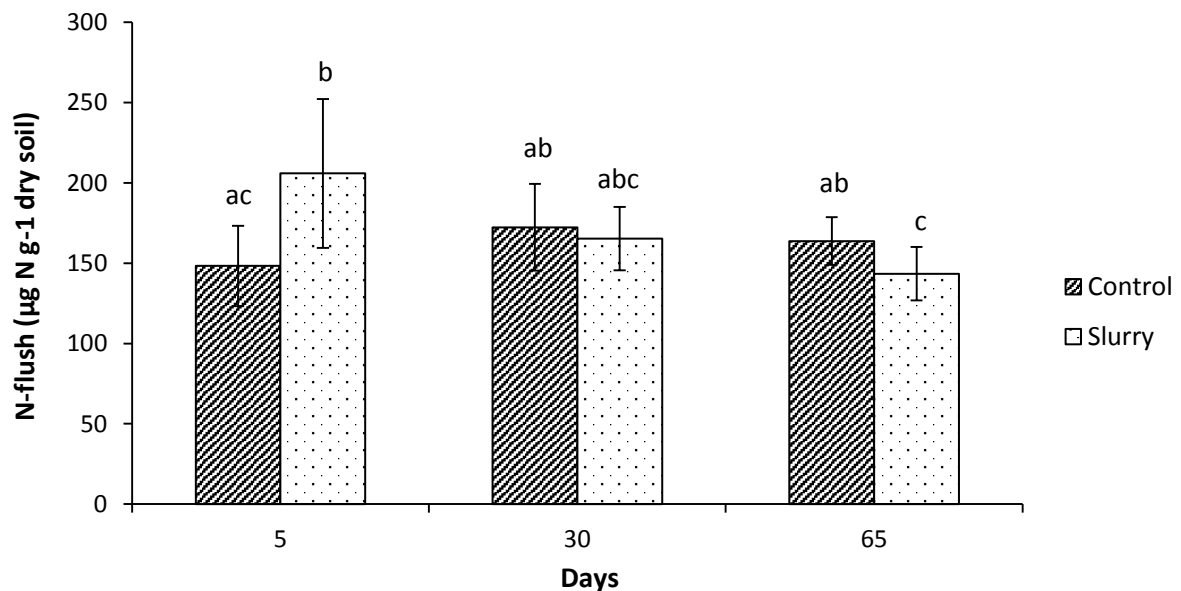 300
250
200
150
100
50
0
N-flush (µg N g-1 dry soil)
ac
b
ab
abc
ab
c
5
30
65
Days
Control
Slurry